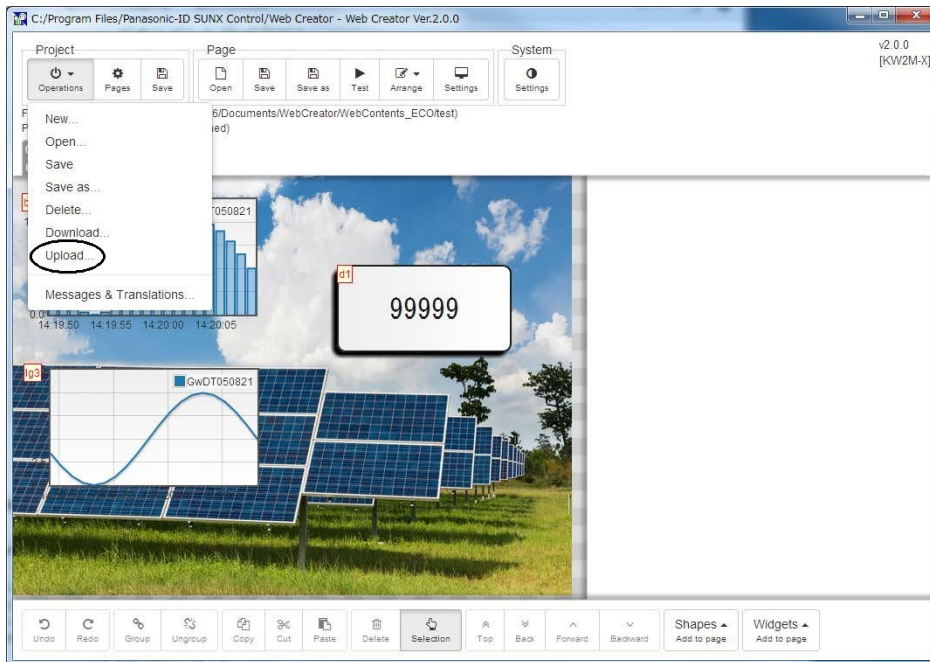 C:/Program Files/Panasonic-ID SUNX Control/Web Creator - Web Creator Ver.2.0.0
Project
Page
System
v2.0.0
[KW2M-X]
Operations
Pages
Save
Open
Save
Save as
Test
Arrange
Settings
Settings
6/Documents/WebCreator/WebContents_ECO/test)
New...
Open...
Save
Save as...
Delete...
Download...
Upload...
Messages & Translations...
T050821
0.0
14:19:50 14:19:55 14:20:00 14:20:05
d1
99999
lg3
GwDT050821
Undo
Redo
Group
Ungroup
Copy
Cut
Paste
Delete
Selection
Top
Back
Forward
Backward
Shapes
Add to page
Widgets
Add to page